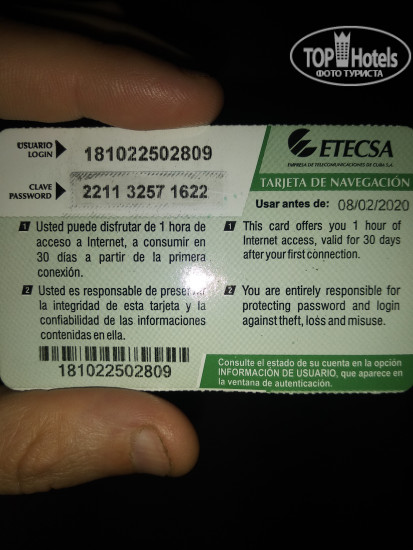 TOP Hotels
ФОТО ТУРИСТА
USUARIO
LOGIN
181022502809
ETECSA
EMPRESA DE TELECOMUNICACIONES DE CUBA S.A.
CLAVE
PASSWORD
2211 3257 1622
TARJETA DE NAVEGACIÓN
Usar antes de: 08/02/2020
1 Usted puede disfrutar de 1 hora de
acceso a Internet, a consumir en
30 días a partir de la primera
conexión.
1 This card offers you 1 hour of
Internet access, valid for 30 days
after your first connection.
2 Usted es responsable de preservar
la integridad de esta tarjeta y la
confiabilidad de las informaciones
contenidas en ella.
2 You are entirely responsible for
protecting password and login
against theft, loss and misuse.
181022502809
Consulte el estado de su cuenta en la opción
INFORMACIÓN DE USUARIO, que aparece en
la ventana de autenticación.